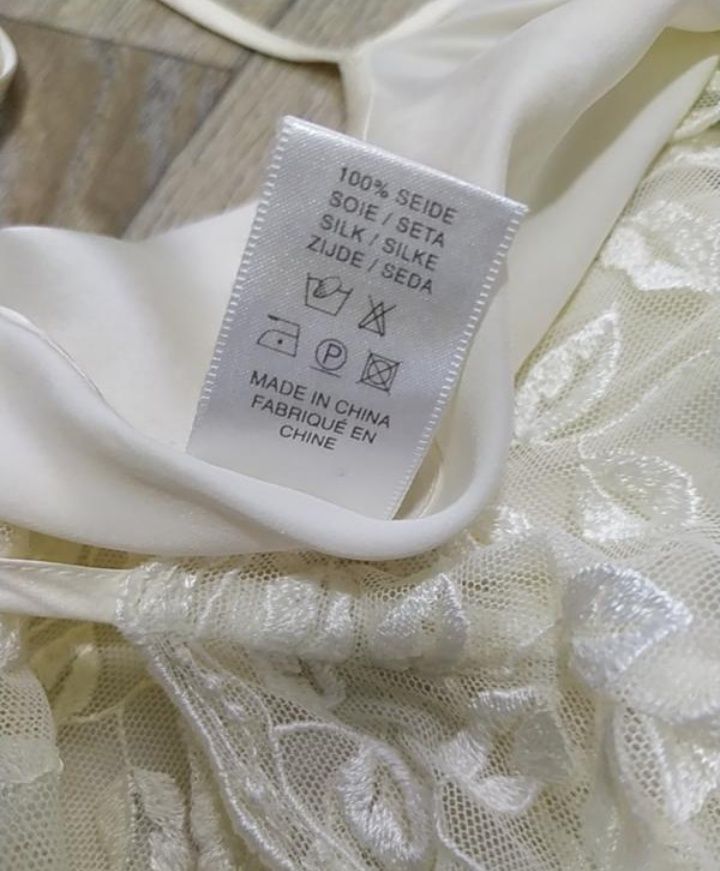 100% SEIDE
SOIE / SETA
SILK / SILKE
ZIJDE / SEDA
P
MADE IN CHINA
FABRIQUÉ EN
CHINE